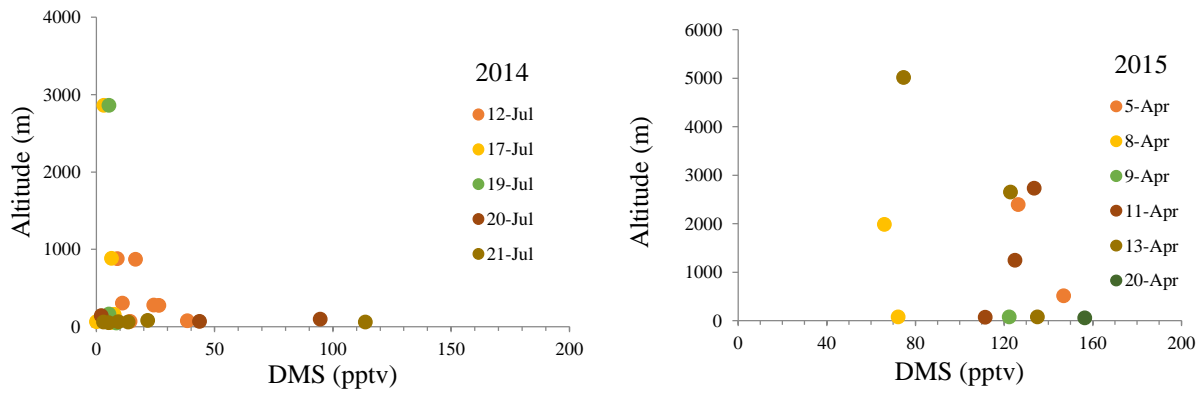 4000
3000
2000
1000
0
0
50
100
150
200
Altitude (m)
DMS (pptv)
2014
12-Jul
17-Jul
19-Jul
20-Jul
21-Jul
6000
5000
4000
3000
2000
1000
0
0
40
80
120
160
200
Altitude (m)
DMS (pptv)
2015
5-Apr
8-Apr
9-Apr
11-Apr
13-Apr
20-Apr